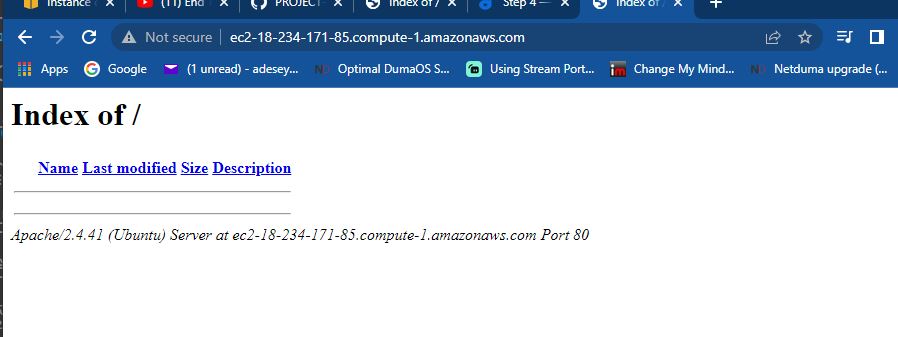 Instance (11) End PROJECT- Index of / Step 4 — Index of /
Not secure | ec2-18-234-171-85.compute-1.amazonaws.com
Apps Google (1 unread) - adesey... Optimal DumaOS S... Using Stream Port... Change My Mind... Netduma upgrade (...
Index of /
Name Last modified Size Description
Apache/2.4.41 (Ubuntu) Server at ec2-18-234-171-85.compute-1.amazonaws.com Port 80